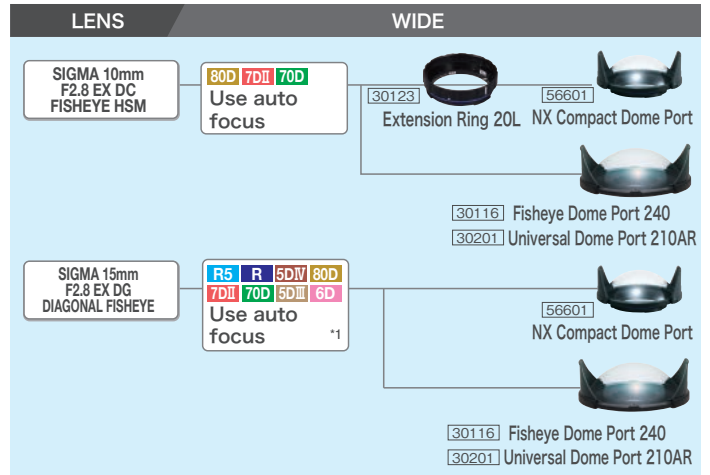 LENS
WIDE
SIGMA 10mm
F2.8 EX DC
FISHEYE HSM
80D 7DⅡ 70D
Use auto
focus
30123
Extension Ring 20L
56601
NX Compact Dome Port
30116 Fisheye Dome Port 240
30201 Universal Dome Port 210AR
SIGMA 15mm
F2.8 EX DG
DIAGONAL FISHEYE
R5 R 5DⅣ 80D
7DⅡ 70D 5DⅢ 6D
Use auto
focus *1
56601
NX Compact Dome Port
30116 Fisheye Dome Port 240
30201 Universal Dome Port 210AR